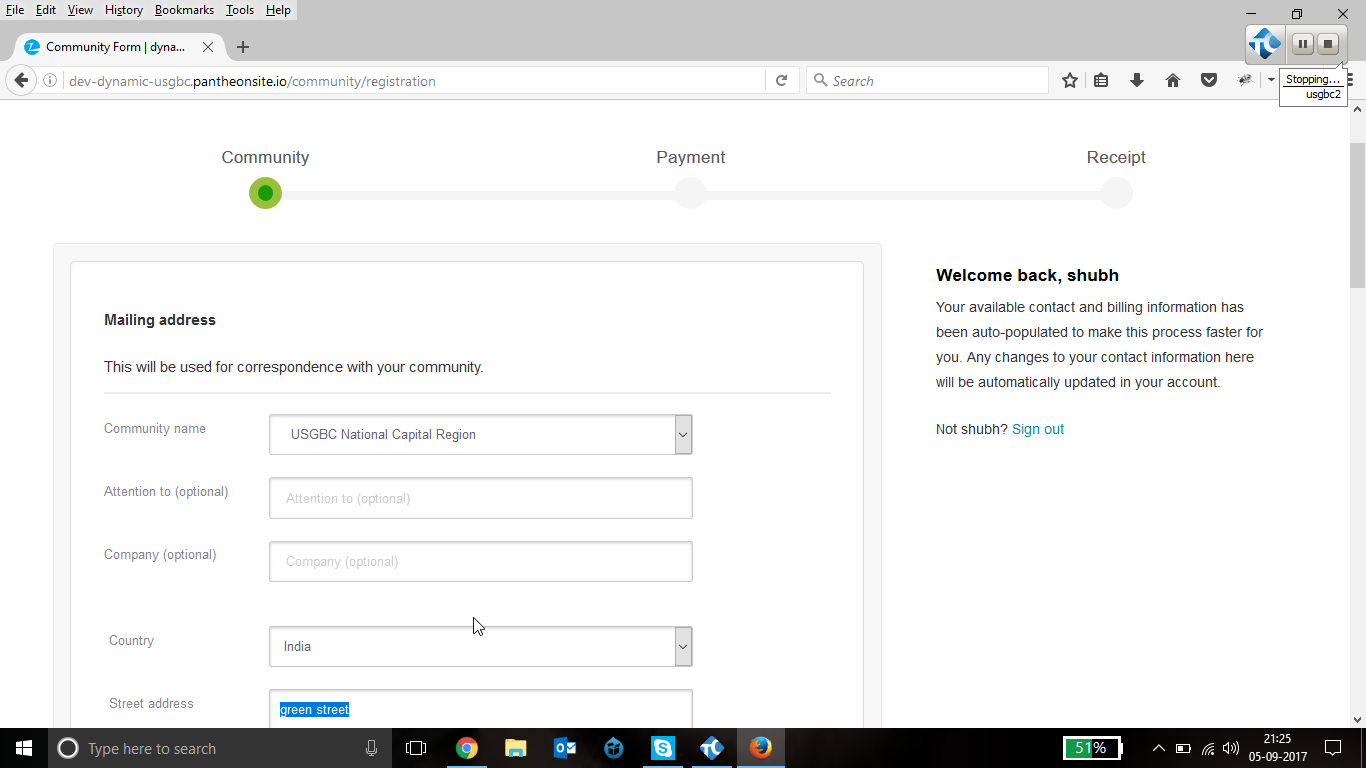 File Edit View History Bookmarks Tools Help
Community Form | dyna...
dev-dynamic-usgbc.pantheonsite.io/community/registration
Search
Stopping...
usgbc2
Community Payment Receipt
Mailing address
This will be used for correspondence with your community.
Community name
USGBC National Capital Region
Attention to (optional)
Attention to (optional)
Company (optional)
Company (optional)
Country
India
Street address
green street
Welcome back, shubh
Your available contact and billing information has
been auto-populated to make this process faster for
you. Any changes to your contact information here
will be automatically updated in your account.
Not shubh? Sign out
Type here to search
51%
21:25
05-09-2017